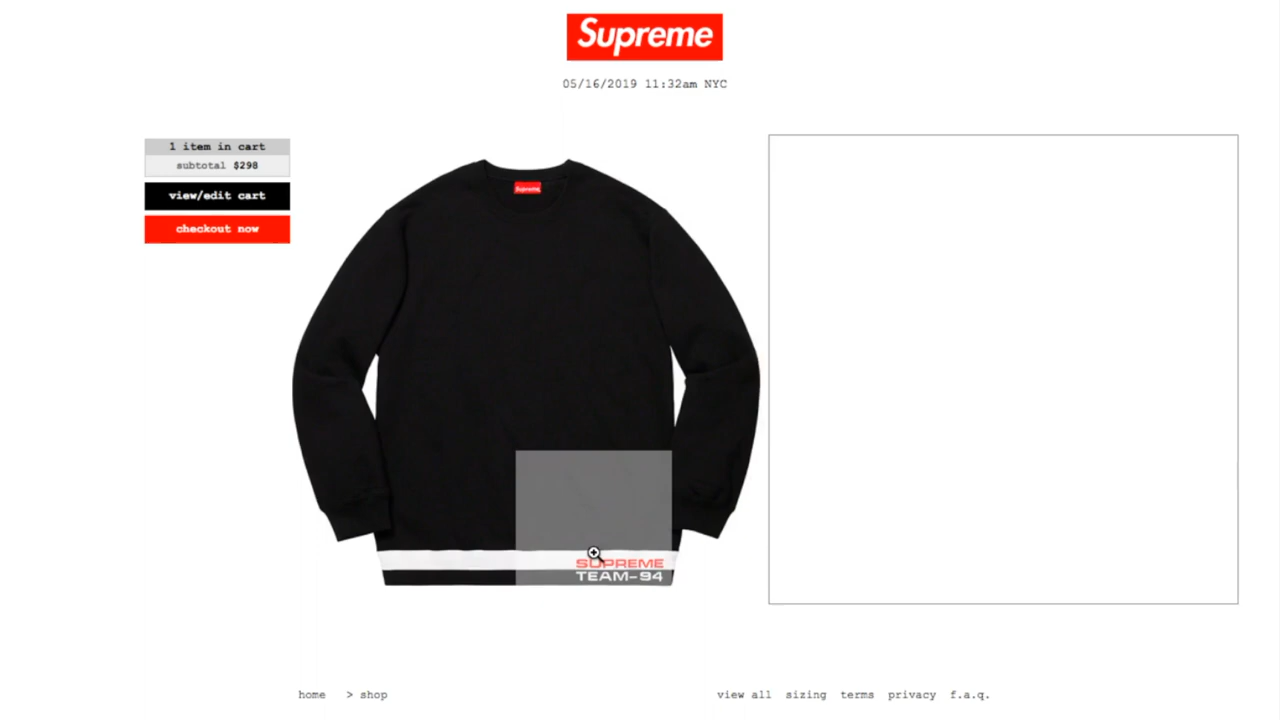 Supreme
05/16/2019 11:32am NYC
1 item in cart
subtotal $298
view/edit cart
checkout now
Supreme
SUPREME
TEAM-94
home > shop
view all sizing terms privacy f.a.q.